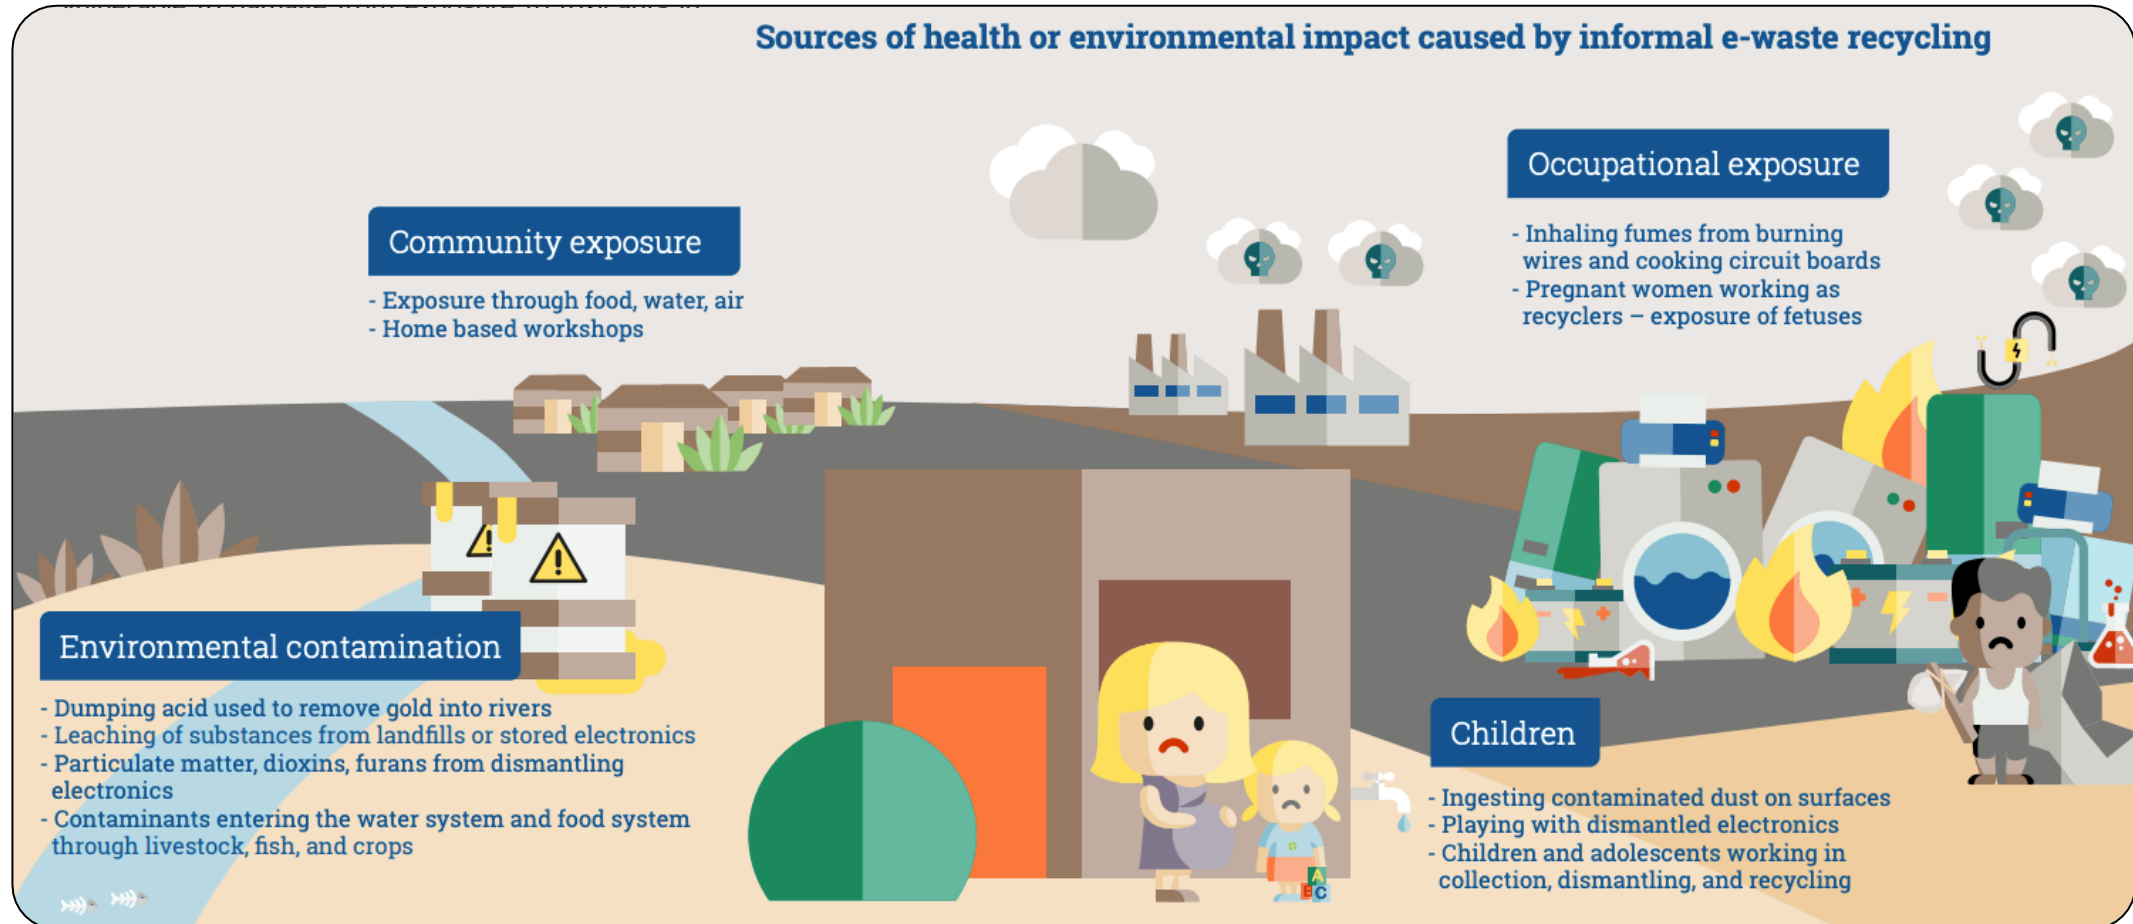 Sources of health or environmental impact caused by informal e-waste recycling
Community exposure
- Exposure through food, water, air
- Home based workshops
Occupational exposure
- Inhaling fumes from burning
wires and cooking circuit boards
- Pregnant women working as
recyclers – exposure of fetuses
Environmental contamination
- Dumping acid used to remove gold into rivers
- Leaching of substances from landfills or stored electronics
- Particulate matter, dioxins, furans from dismantling
electronics
- Contaminants entering the water system and food system
through livestock, fish, and crops
Children
- Ingesting contaminated dust on surfaces
- Playing with dismantled electronics
- Children and adolescents working in
collection, dismantling, and recycling
A
B C